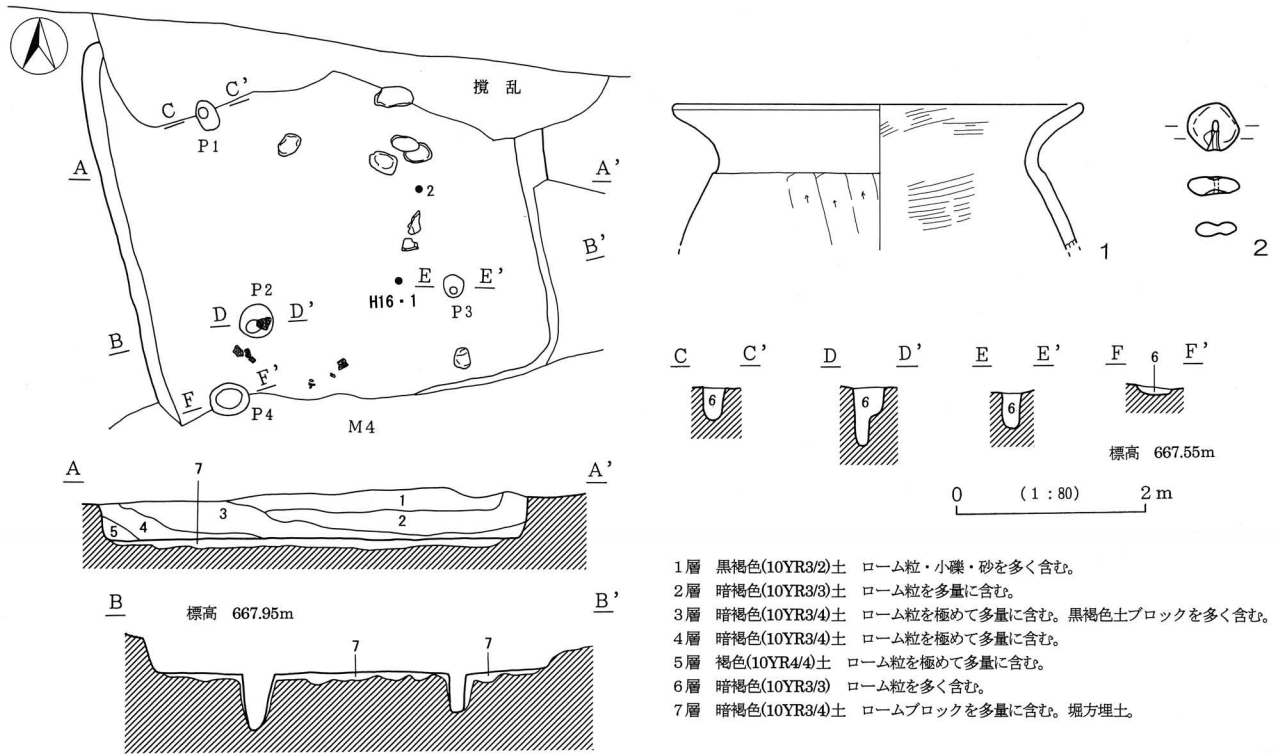 撹乱
C C'
P1
A A'
2
B'
E E'
H16・1
P3
P2
D D'
B
F F'
P4
M4
1
2
A 7 A'
1
2
3
4
5
B 標高 667.95m B'
7 7
C C' D D' E E' F 6 F'
6 6 6
標高 667.55m
0 (1:80) 2m
1層 黒褐色(10YR3/2)土 ローム粒・小礫・砂を多く含む。
2層 暗褐色(10YR3/3)土 ローム粒を多量に含む。
3層 暗褐色(10YR3/4)土 ローム粒を極めて多量に含む。黒褐色土ブロックを多く含む。
4層 暗褐色(10YR3/4)土 ローム粒を極めて多量に含む。
5層 褐色(10YR4/4)土 ローム粒を極めて多量に含む。
6層 暗褐色(10YR3/3) ローム粒を多く含む。
7層 暗褐色(10YR3/4)土 ロームブロックを多量に含む。堀方埋土。